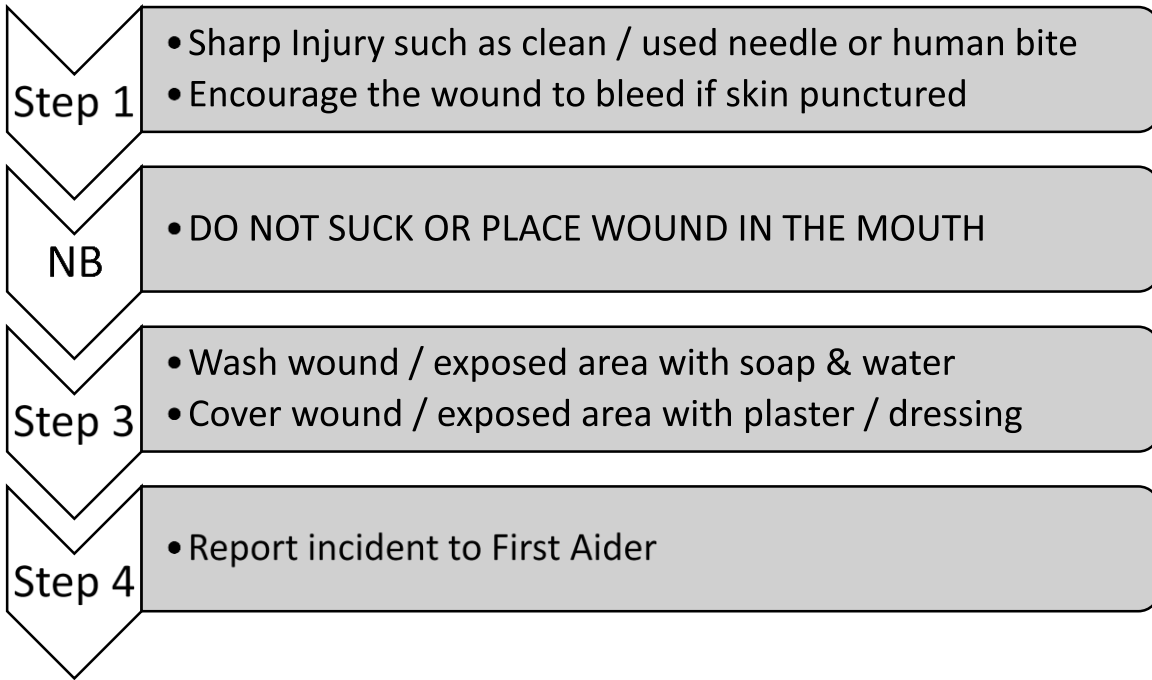 Step 1
• Sharp Injury such as clean / used needle or human bite
• Encourage the wound to bleed if skin punctured
NB
• DO NOT SUCK OR PLACE WOUND IN THE MOUTH
Step 3
• Wash wound / exposed area with soap & water
• Cover wound / exposed area with plaster / dressing
Step 4
• Report incident to First Aider